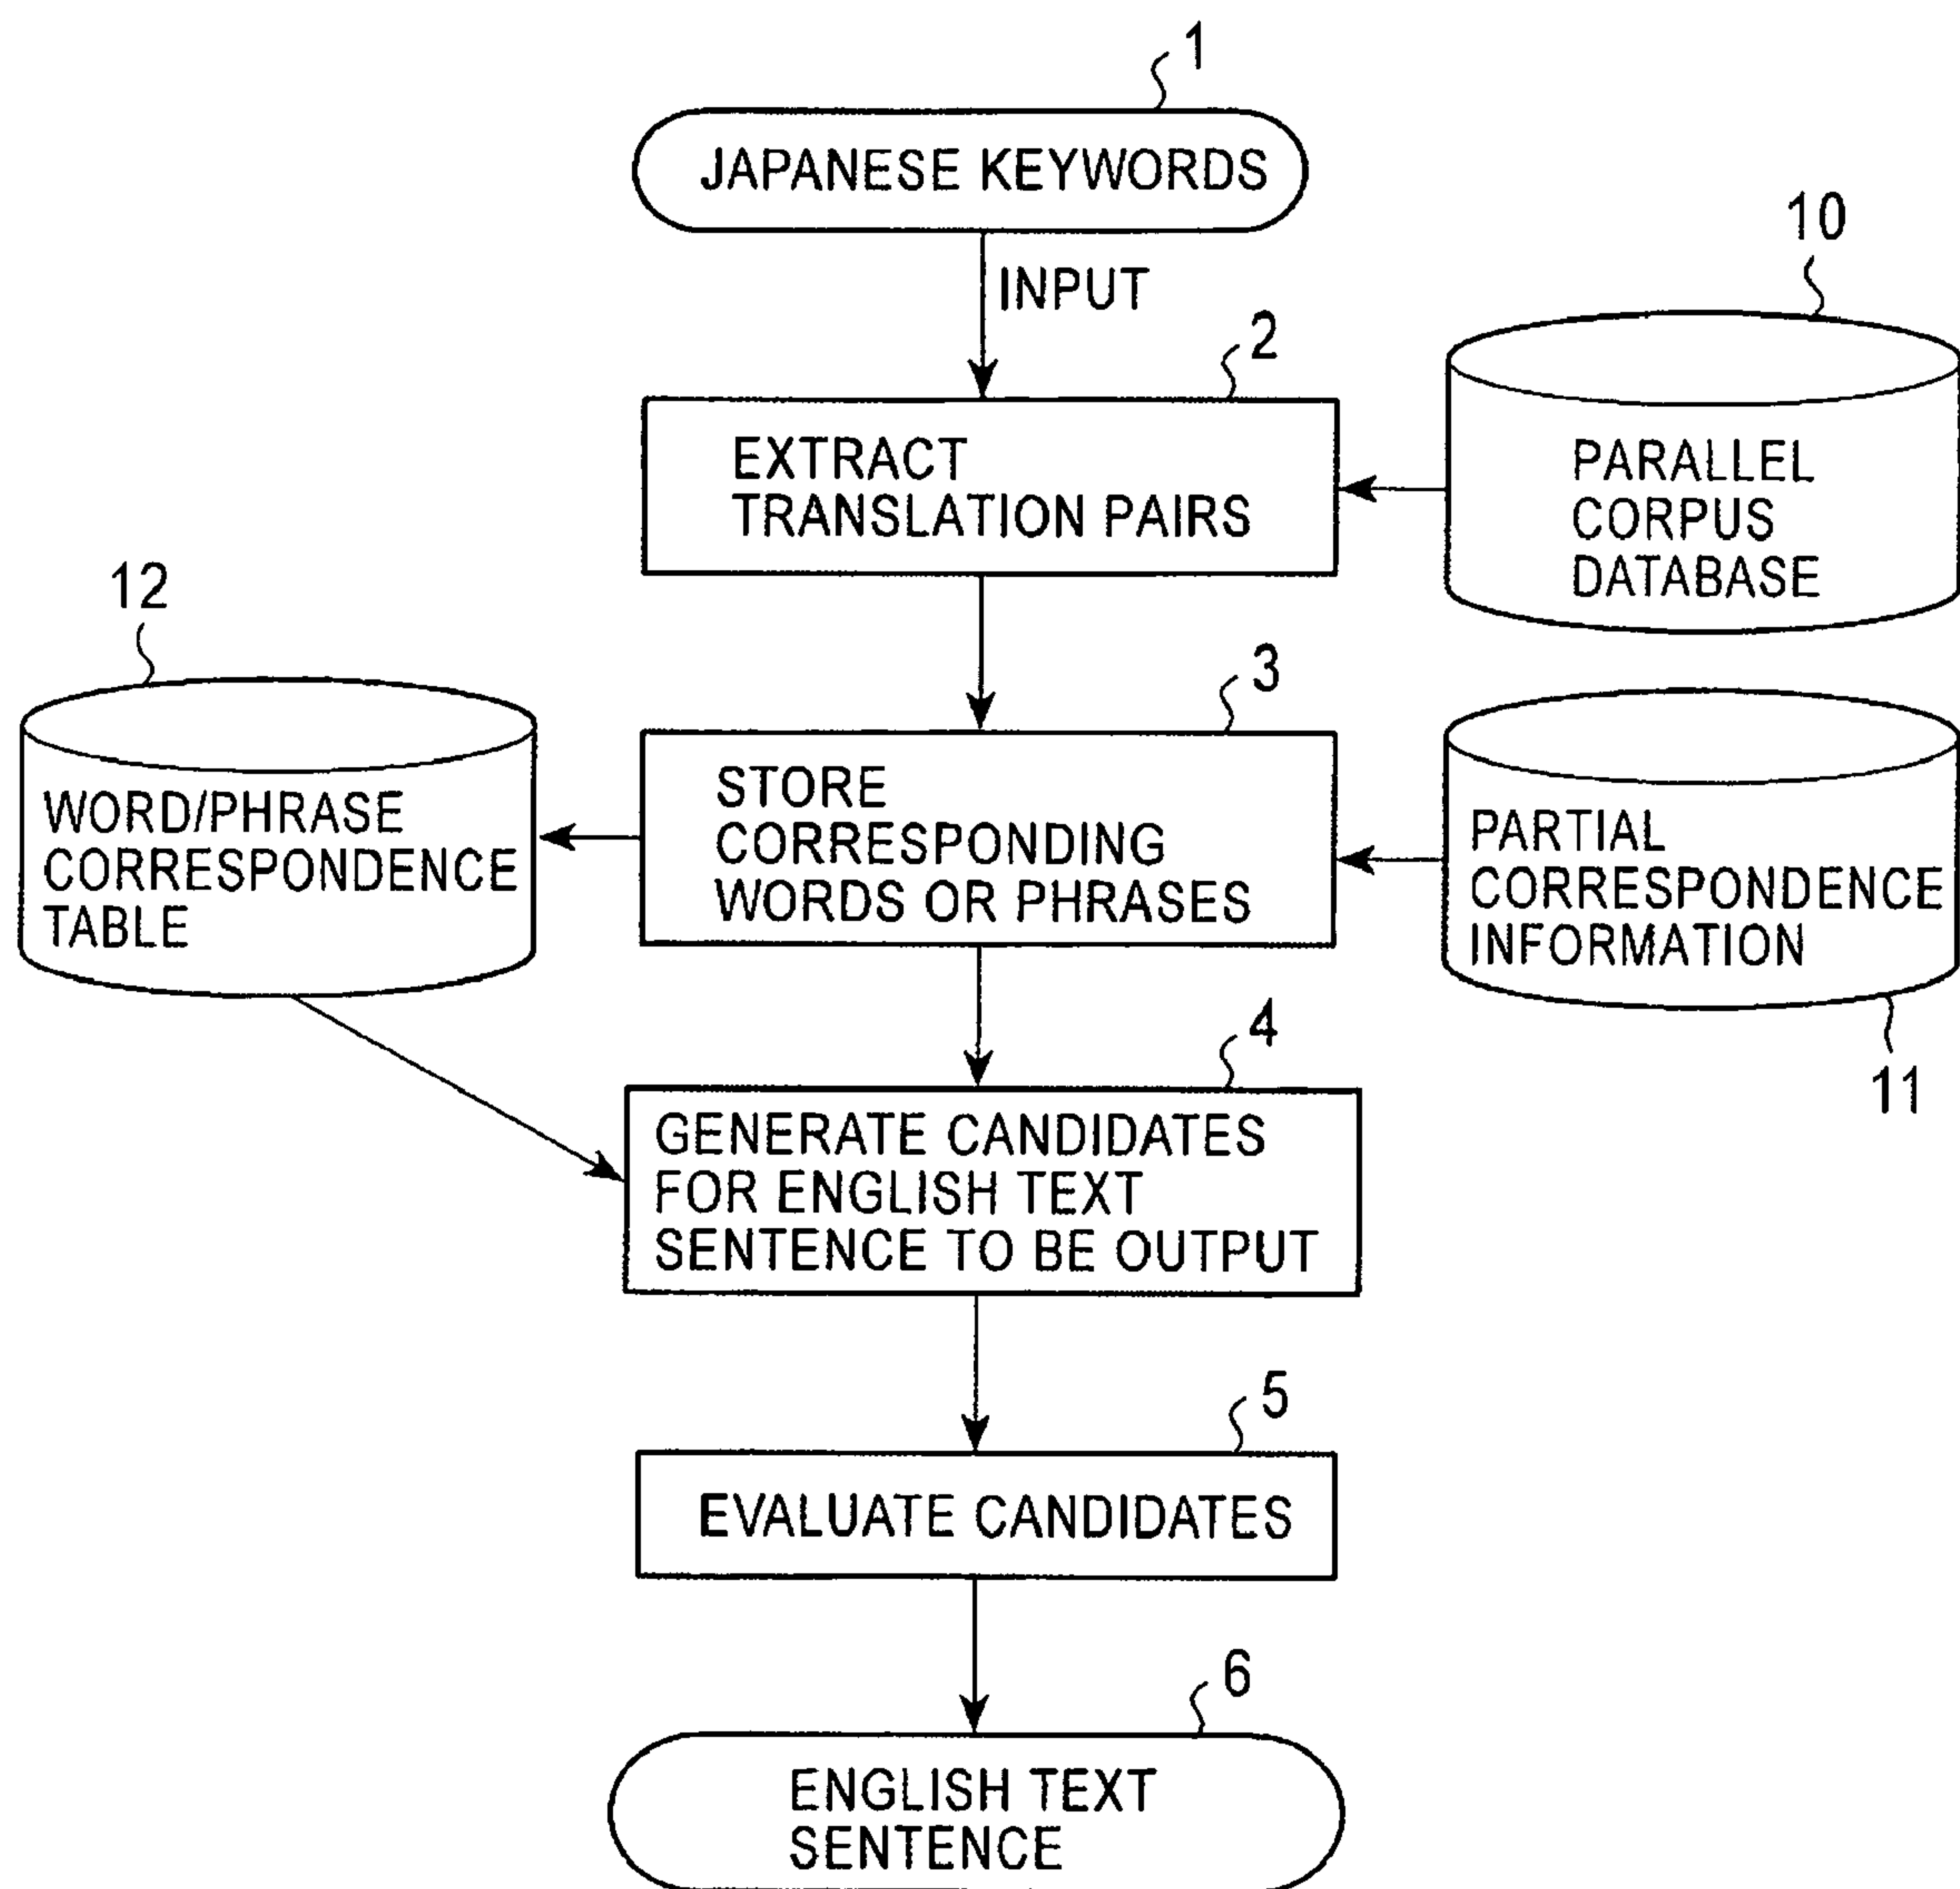 1
JAPANESE KEYWORDS
INPUT
10
2
EXTRACT
TRANSLATION PAIRS
PARALLEL
CORPUS
DATABASE
12
3
WORD/PHRASE
CORRESPONDENCE
TABLE
STORE
CORRESPONDING
WORDS OR PHRASES
PARTIAL
CORRESPONDENCE
INFORMATION
11
4
GENERATE CANDIDATES
FOR ENGLISH TEXT
SENTENCE TO BE OUTPUT
5
EVALUATE CANDIDATES
6
ENGLISH TEXT
SENTENCE